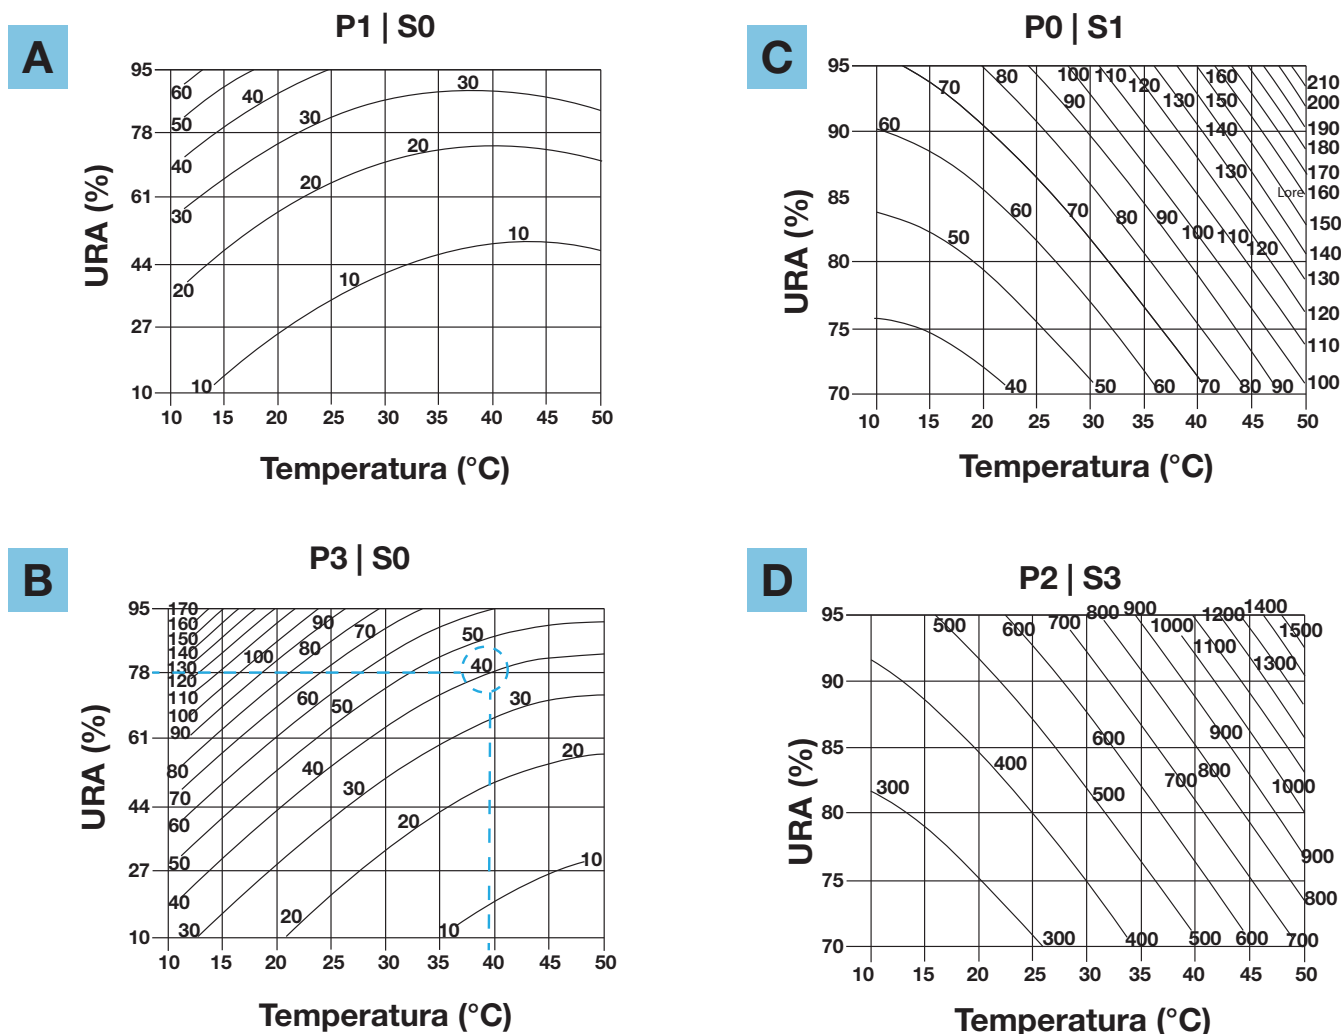 A
P1 | S0
URA (%)
95
78
61
44
27
10
60
50
40
30
20
10
40
30
30
20
20
10
10
10 15 20 25 30 35 40 45 50
Temperatura (°C)
C
P0 | S1
URA (%)
95
90
85
80
75
70
70 80 100 110 120 130 160
90 150
140
60
130
60 70 80 90 100 110 120
50
210
200
190
180
170
Lore 160
150
140
130
120
110
100
40 50 60 70 80 90
10 15 20 25 30 35 40 45 50
Temperatura (°C)
B
P3 | S0
URA (%)
95
78
61
44
27
10
170
160
150
140
130
120
110
100
90
80
70
60
50
40
30
90 70 50
80
100
40
60 50 30
40 30 20
20
20 10 10
10 15 20 25 30 35 40 45 50
Temperatura (°C)
D
P2 | S3
URA (%)
95
90
85
80
75
70
500 600 700 800 900 1000 1200 1400
1500
1100 1300
600 900
400 700 800 1000
300 500
900
800
300 400 500 600 700
10 15 20 25 30 35 40 45 50
Temperatura (°C)